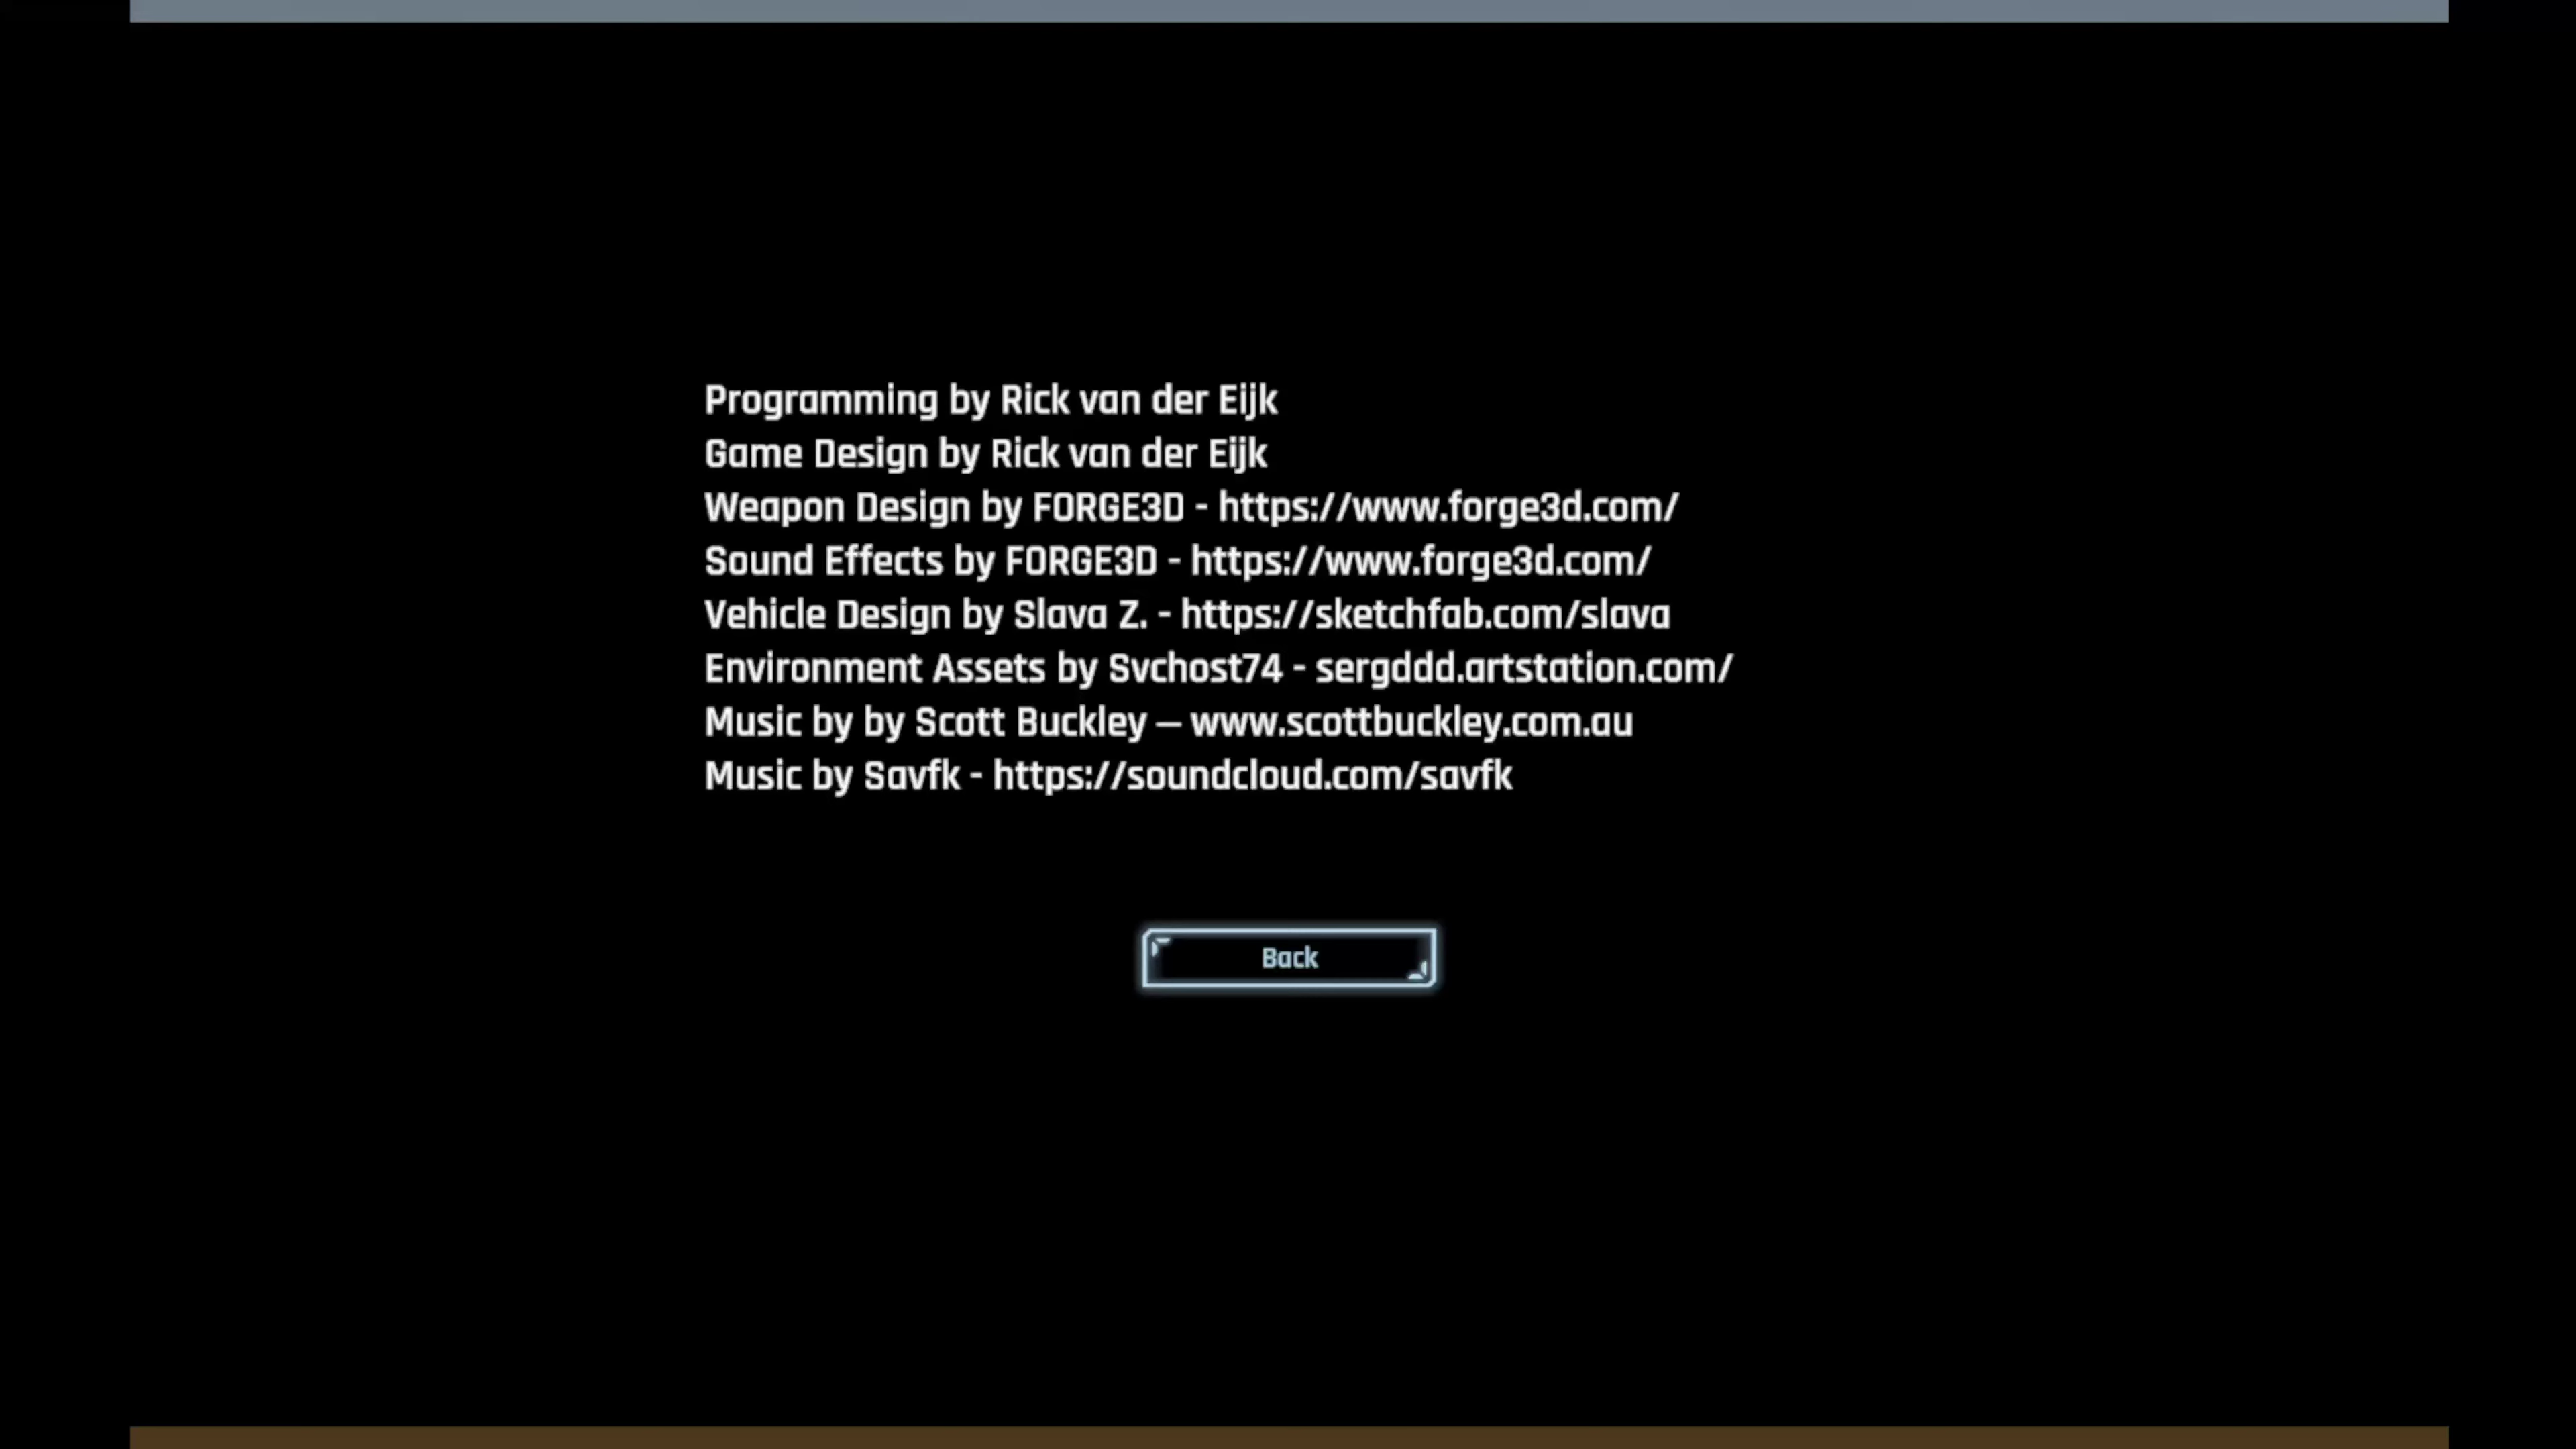 Programming by Rick van der Eijk
Game Design by Rick van der Eijk
Weapon Design by FORGE3D - https://www.forge3d.com/
Sound Effects by FORGE3D - https://www.forge3d.com/
Vehicle Design by Slava Z. - https://sketchfab.com/slava
Environment Assets by Svchost74 - sergddd.artstation.com/
Music by by Scott Buckley – www.scottbuckley.com.au
Music by Savfk - https://soundcloud.com/savfk
Back